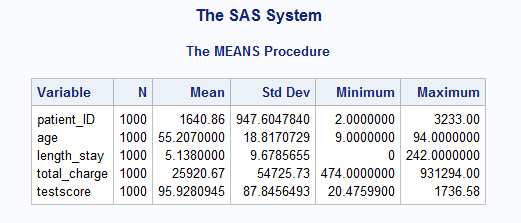 The SAS System
The MEANS Procedure
Variable N Mean Std Dev Minimum Maximum
patient_ID 1000 1640.86 947.6047840 2.0000000 3233.00
age 1000 55.2070000 18.8170729 9.0000000 94.0000000
length_stay 1000 5.1380000 9.6785655 0 242.0000000
total_charge 1000 25920.67 54725.73 474.0000000 931294.00
testscore 1000 95.9280945 87.8456493 20.4759900 1736.58